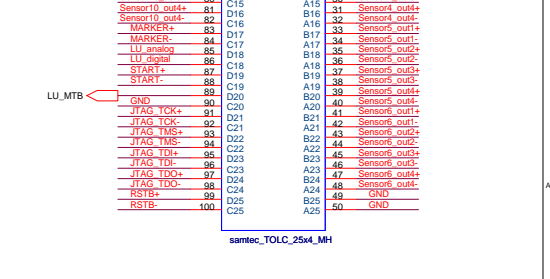 C15 A15
Sensor10_out4+ 81 D16 B16 31 Sensor4_out4+
Sensor10_out4- 82 C16 A16 32 Sensor4_out4-
MARKER+ 83 D17 B17 33 Sensor5_out1+
MARKER- 84 C17 A17 34 Sensor5_out1-
LU_analog 85 D18 B18 35 Sensor5_out2+
LU_digital 86 C18 A18 36 Sensor5_out2-
START+ 87 D19 B19 37 Sensor5_out3+
START- 88 C19 A19 38 Sensor5_out3-
LU_MTB 89 D20 B20 39 Sensor5_out4+
GND 90 C20 A20 40 Sensor5_out4-
JTAG_TCK+ 91 D21 B21 41 Sensor6_out1+
JTAG_TCK- 92 C21 A21 42 Sensor6_out1-
JTAG_TMS+ 93 D22 B22 43 Sensor6_out2+
JTAG_TMS- 94 C22 A22 44 Sensor6_out2-
JTAG_TDI+ 95 D23 B23 45 Sensor6_out3+
JTAG_TDI- 96 C23 A23 46 Sensor6_out3-
JTAG_TDO+ 97 D24 B24 47 Sensor6_out4+
JTAG_TDO- 98 C24 A24 48 Sensor6_out4-
RSTB+ 99 D25 B25 49 GND
RSTB- 100 C25 A25 50 GND
A
samtec_TOLC_25x4_MH